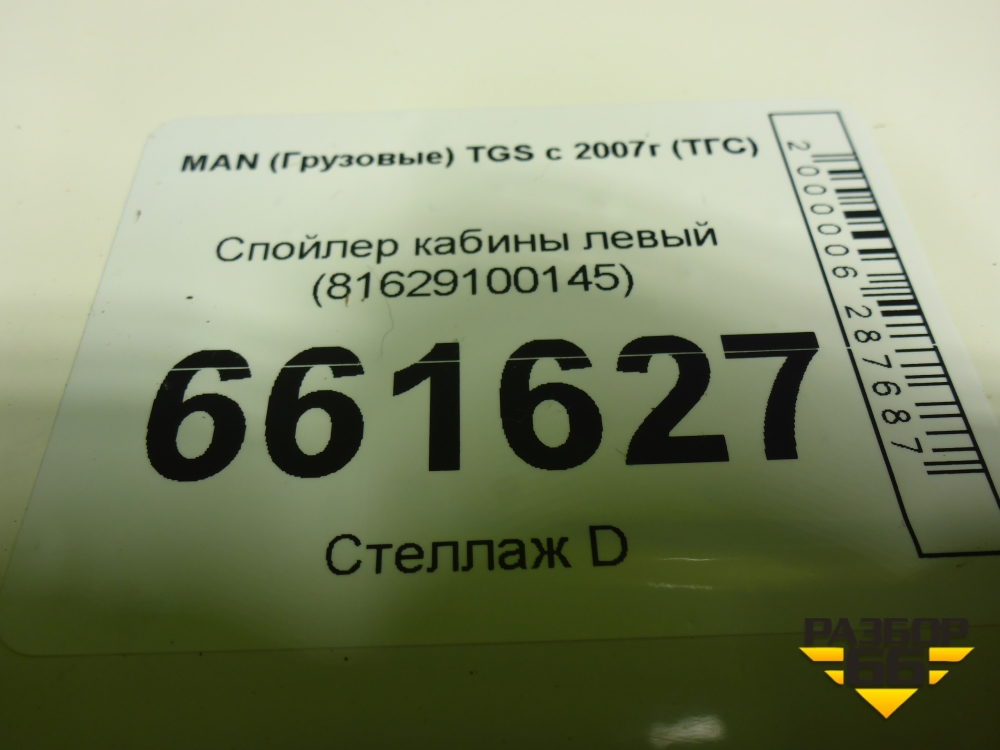 MAN (Грузовые) TGS с 2007г (ТГС)
Спойлер кабины левый
(81629100145)
661627
Стеллаж D
2000006287687
РАЗБОР
66